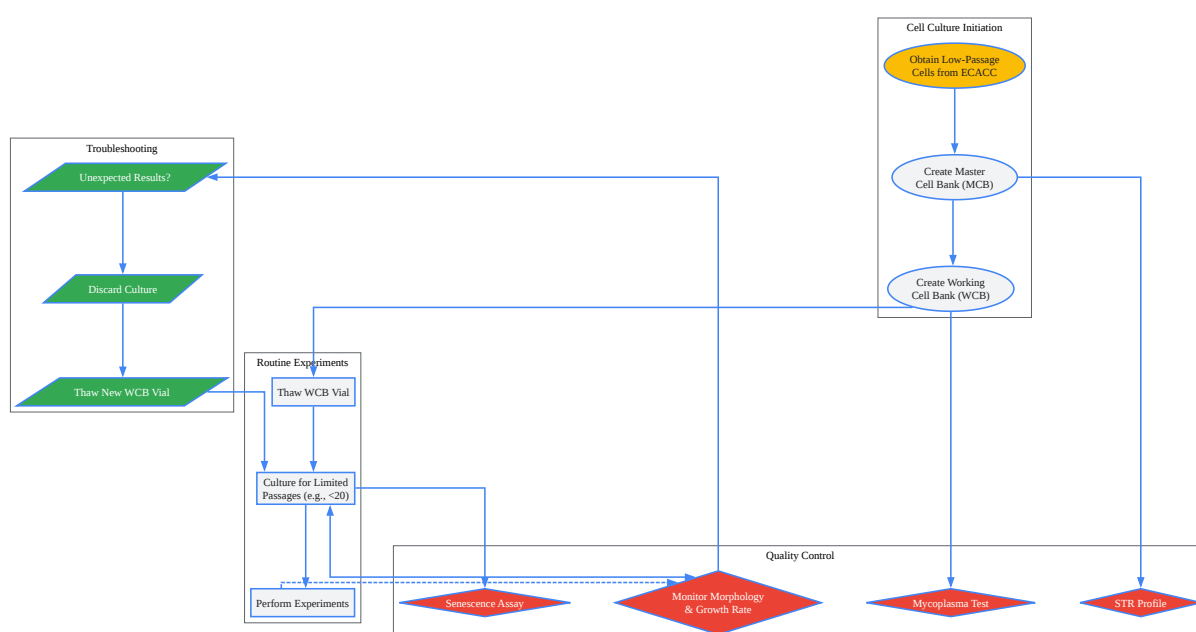 Cell Culture Initiation
Obtain Low-Passage
Cells from ECACC
Create Master
Cell Bank (MCB)
Create Working
Cell Bank (WCB)
Troubleshooting
Unexpected Results?
Discard Culture
Thaw New WCB Vial
Routine Experiments
Thaw WCB Vial
Culture for Limited
Passages (e.g., <20)
Perform Experiments
Quality Control
Senescence Assay
Monitor Morphology
& Growth Rate
Mycoplasma Test
STR Profile